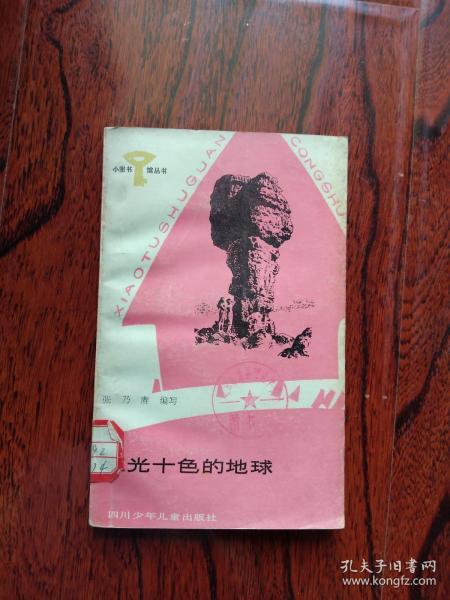 小图书 馆丛书
XIAOTUSHUGUAN
CONGSHU
张乃 编写
光十色的地球
四川少年儿童出版社
孔夫子旧书网
www.kongfz.com